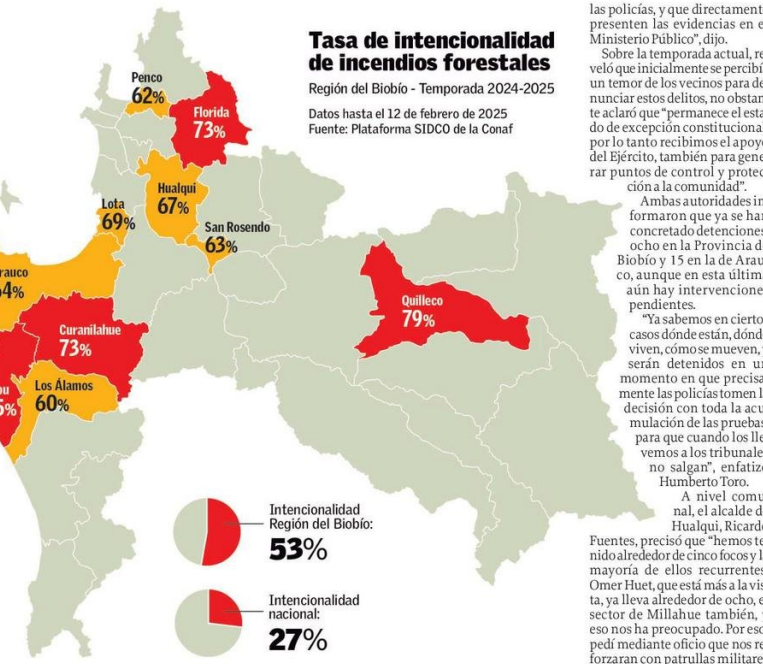 Tasa de intencionalidad
de incendios forestales
Región del Biobío - Temporada 2024-2025
Datos hasta el 12 de febrero de 2025
Fuente: Plataforma SIDCO de la Conaf
Penco
62%
Florida
73%
Hualqui
67%
Lota
69%
San Rosendo
63%
Quilleco
79%
Curanilahue
73%
Los Álamos
60%
Intencionalidad
Región del Biobío:
53%
Intencionalidad
nacional:
27%
las policías, y que directament
presenten las evidencias en e
Ministerio Público”, dijo.
Sobre la temporada actual, re
veló que inicialmente se percibí
un temor de los vecinos para de
nunciar estos delitos, no obstan
te aclaró que “permanece el esta
do de excepción constitucional
por lo tanto recibimos el apoyo
del Ejército, también para gene
rar puntos de control y protec
ción a la comunidad”.
Ambas autoridades in
formaron que ya se han
concretado detenciones
ocho en la Provincia de
Biobío y 15 en la de Arau
co, aunque en esta última
aún hay intervencione
pendientes.
“Ya sabemos en cierto
casos dónde están, dónde
viven, cómo se mueven,
serán detenidos en un
momento en que precisa
mente las policías tomen l
decisión con toda la acu
mulación de las pruebas
para que cuando los lle
vemos a los tribunale
no salgan”, enfatizó
Humberto Toro.
A nivel comu
nal, el alcalde d
Hualqui, Ricardo
Fuentes, precisó que “hemos te
nido alrededor de cinco focos y l
mayoría de ellos recurrentes
Omer Huet, que está más a la vis
ta, ya lleva alrededor de ocho, e
sector de Millahue también,
eso nos ha preocupado. Por eso
pedí mediante oficio que nos re
forzaran con patrullas militare